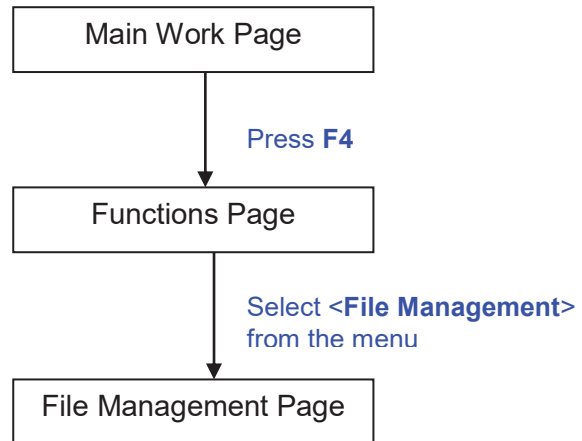 Main Work Page
Press F4
Functions Page
Select <File Management>
from the menu
File Management Page